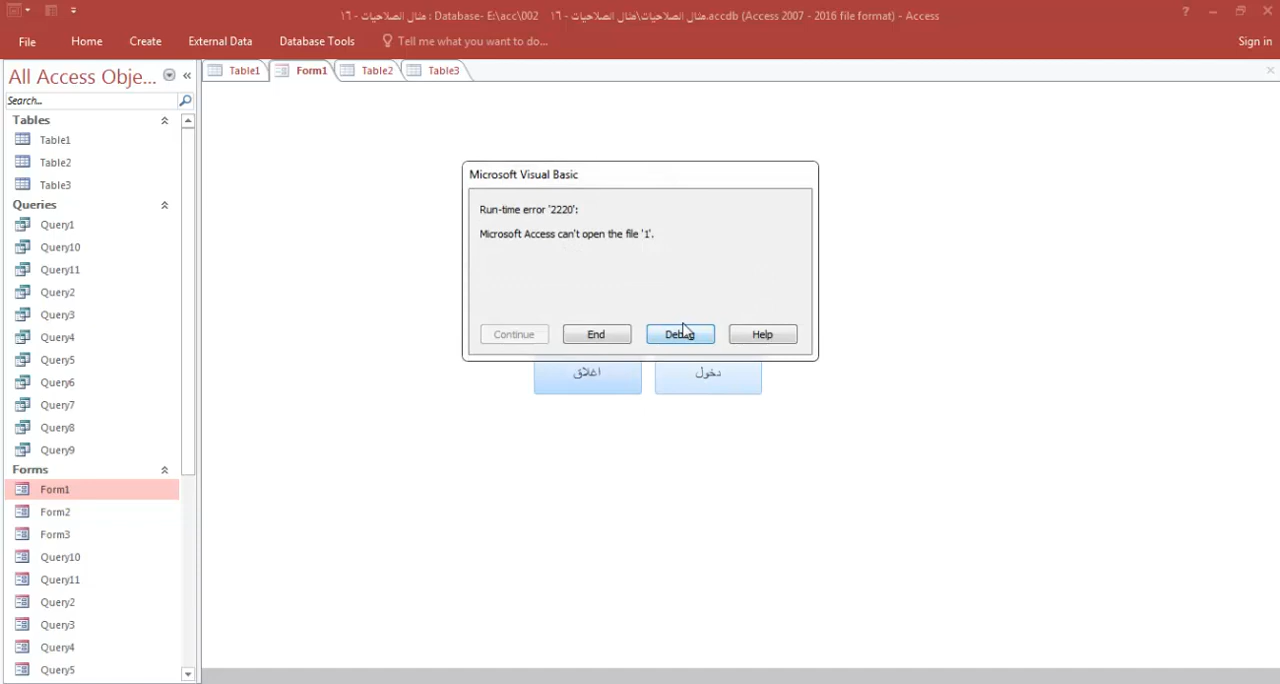 مثال الصلاحيات - ١٦ : Database- E:\acc\002 مثال الصلاحيات\مثال الصلاحيات - ١٦.accdb (Access 2007 - 2016 file format) - Access
File
Home
Create
External Data
Database Tools
Tell me what you want to do...
Sign in
All Access Obje...
Table1
Form1
Table2
Table3
Search...
Tables
Table1
Table2
Table3
Queries
Query1
Query10
Query11
Query2
Query3
Query4
Query5
Query6
Query7
Query8
Query9
Forms
Form1
Form2
Form3
Query10
Query11
Query2
Query3
Query4
Query5
Microsoft Visual Basic
Run-time error '2220':
Microsoft Access can't open the file '1'.
Continue
End
Debug
Help
اغلاق
دخول